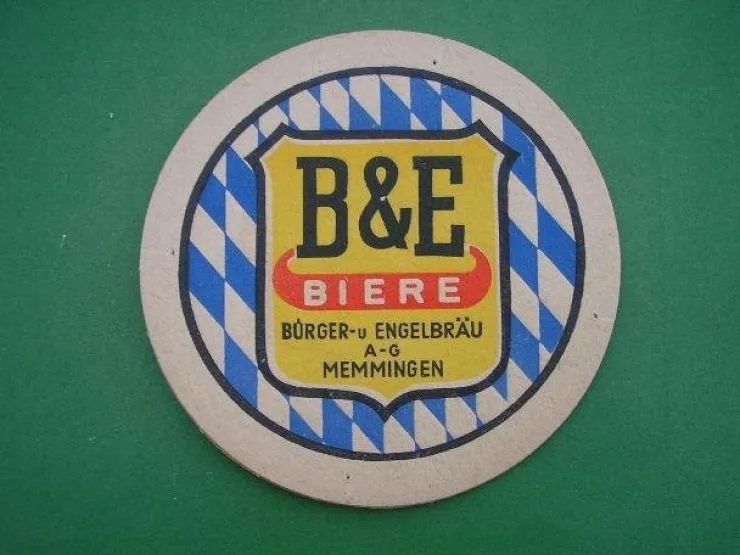 B&E
BIERE
BÜRGER-u ENGELBRÄU
A-G
MEMMINGEN